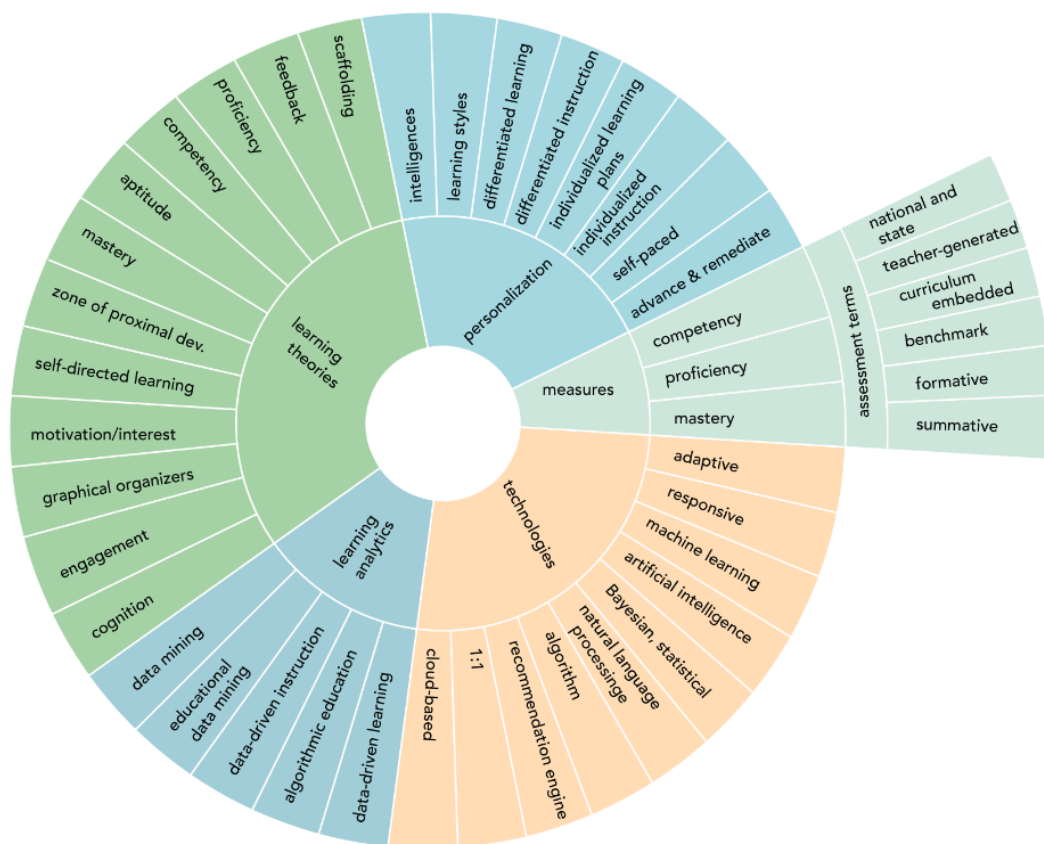 learning
theories
scaffolding
feedback
proficiency
competency
aptitude
mastery
zone of proximal dev.
self-directed learning
motivation/interest
graphical organizers
engagement
cognition
personalization
intelligences
learning styles
differentiated learning
differentiated instruction
individualized learning
plans
individualized
instruction
self-paced
advance & remediate
measures
competency
proficiency
mastery
assessment terms
national and
state
teacher-generated
curriculum
embedded
benchmark
formative
summative
technologies
adaptive
responsive
machine learning
artificial intelligence
Bayesian, statistical
natural language
processinge
algorithm
recommendation engine
1:1
cloud-based
learning
analytics
data-driven learning
algorithmic education
data-driven instruction
educational
data mining
data mining